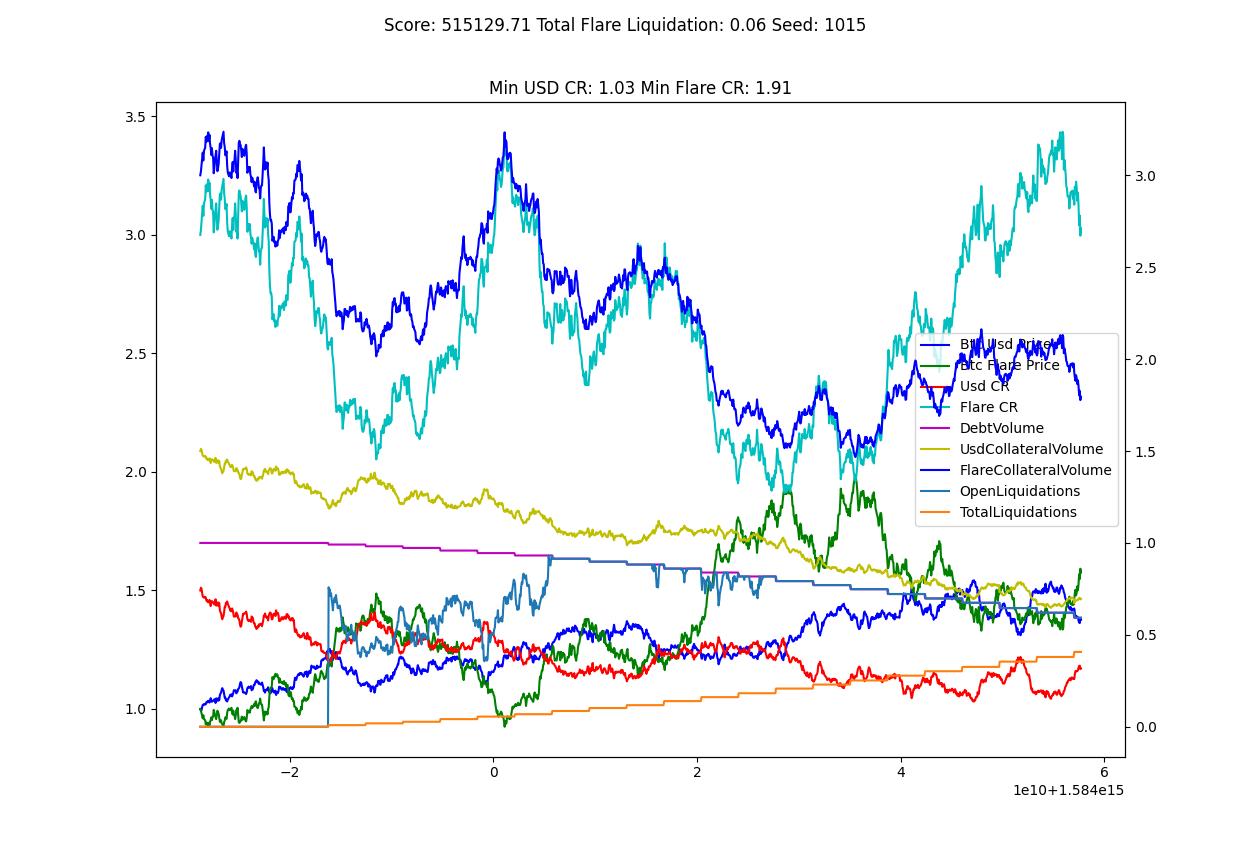 Score: 515129.71 Total Flare Liquidation: 0.06 Seed: 1015
Min USD CR: 1.03 Min Flare CR: 1.91
3.5
3.0
2.5
2.0
1.5
1.0
3.0
2.5
2.0
1.5
1.0
0.5
0.0
Btc Usd Price
Btc Flare Price
Usd CR
Flare CR
DebtVolume
UsdCollateralVolume
FlareCollateralVolume
OpenLiquidations
TotalLiquidations
−2 0 2 4 6
1e10+1.584e15